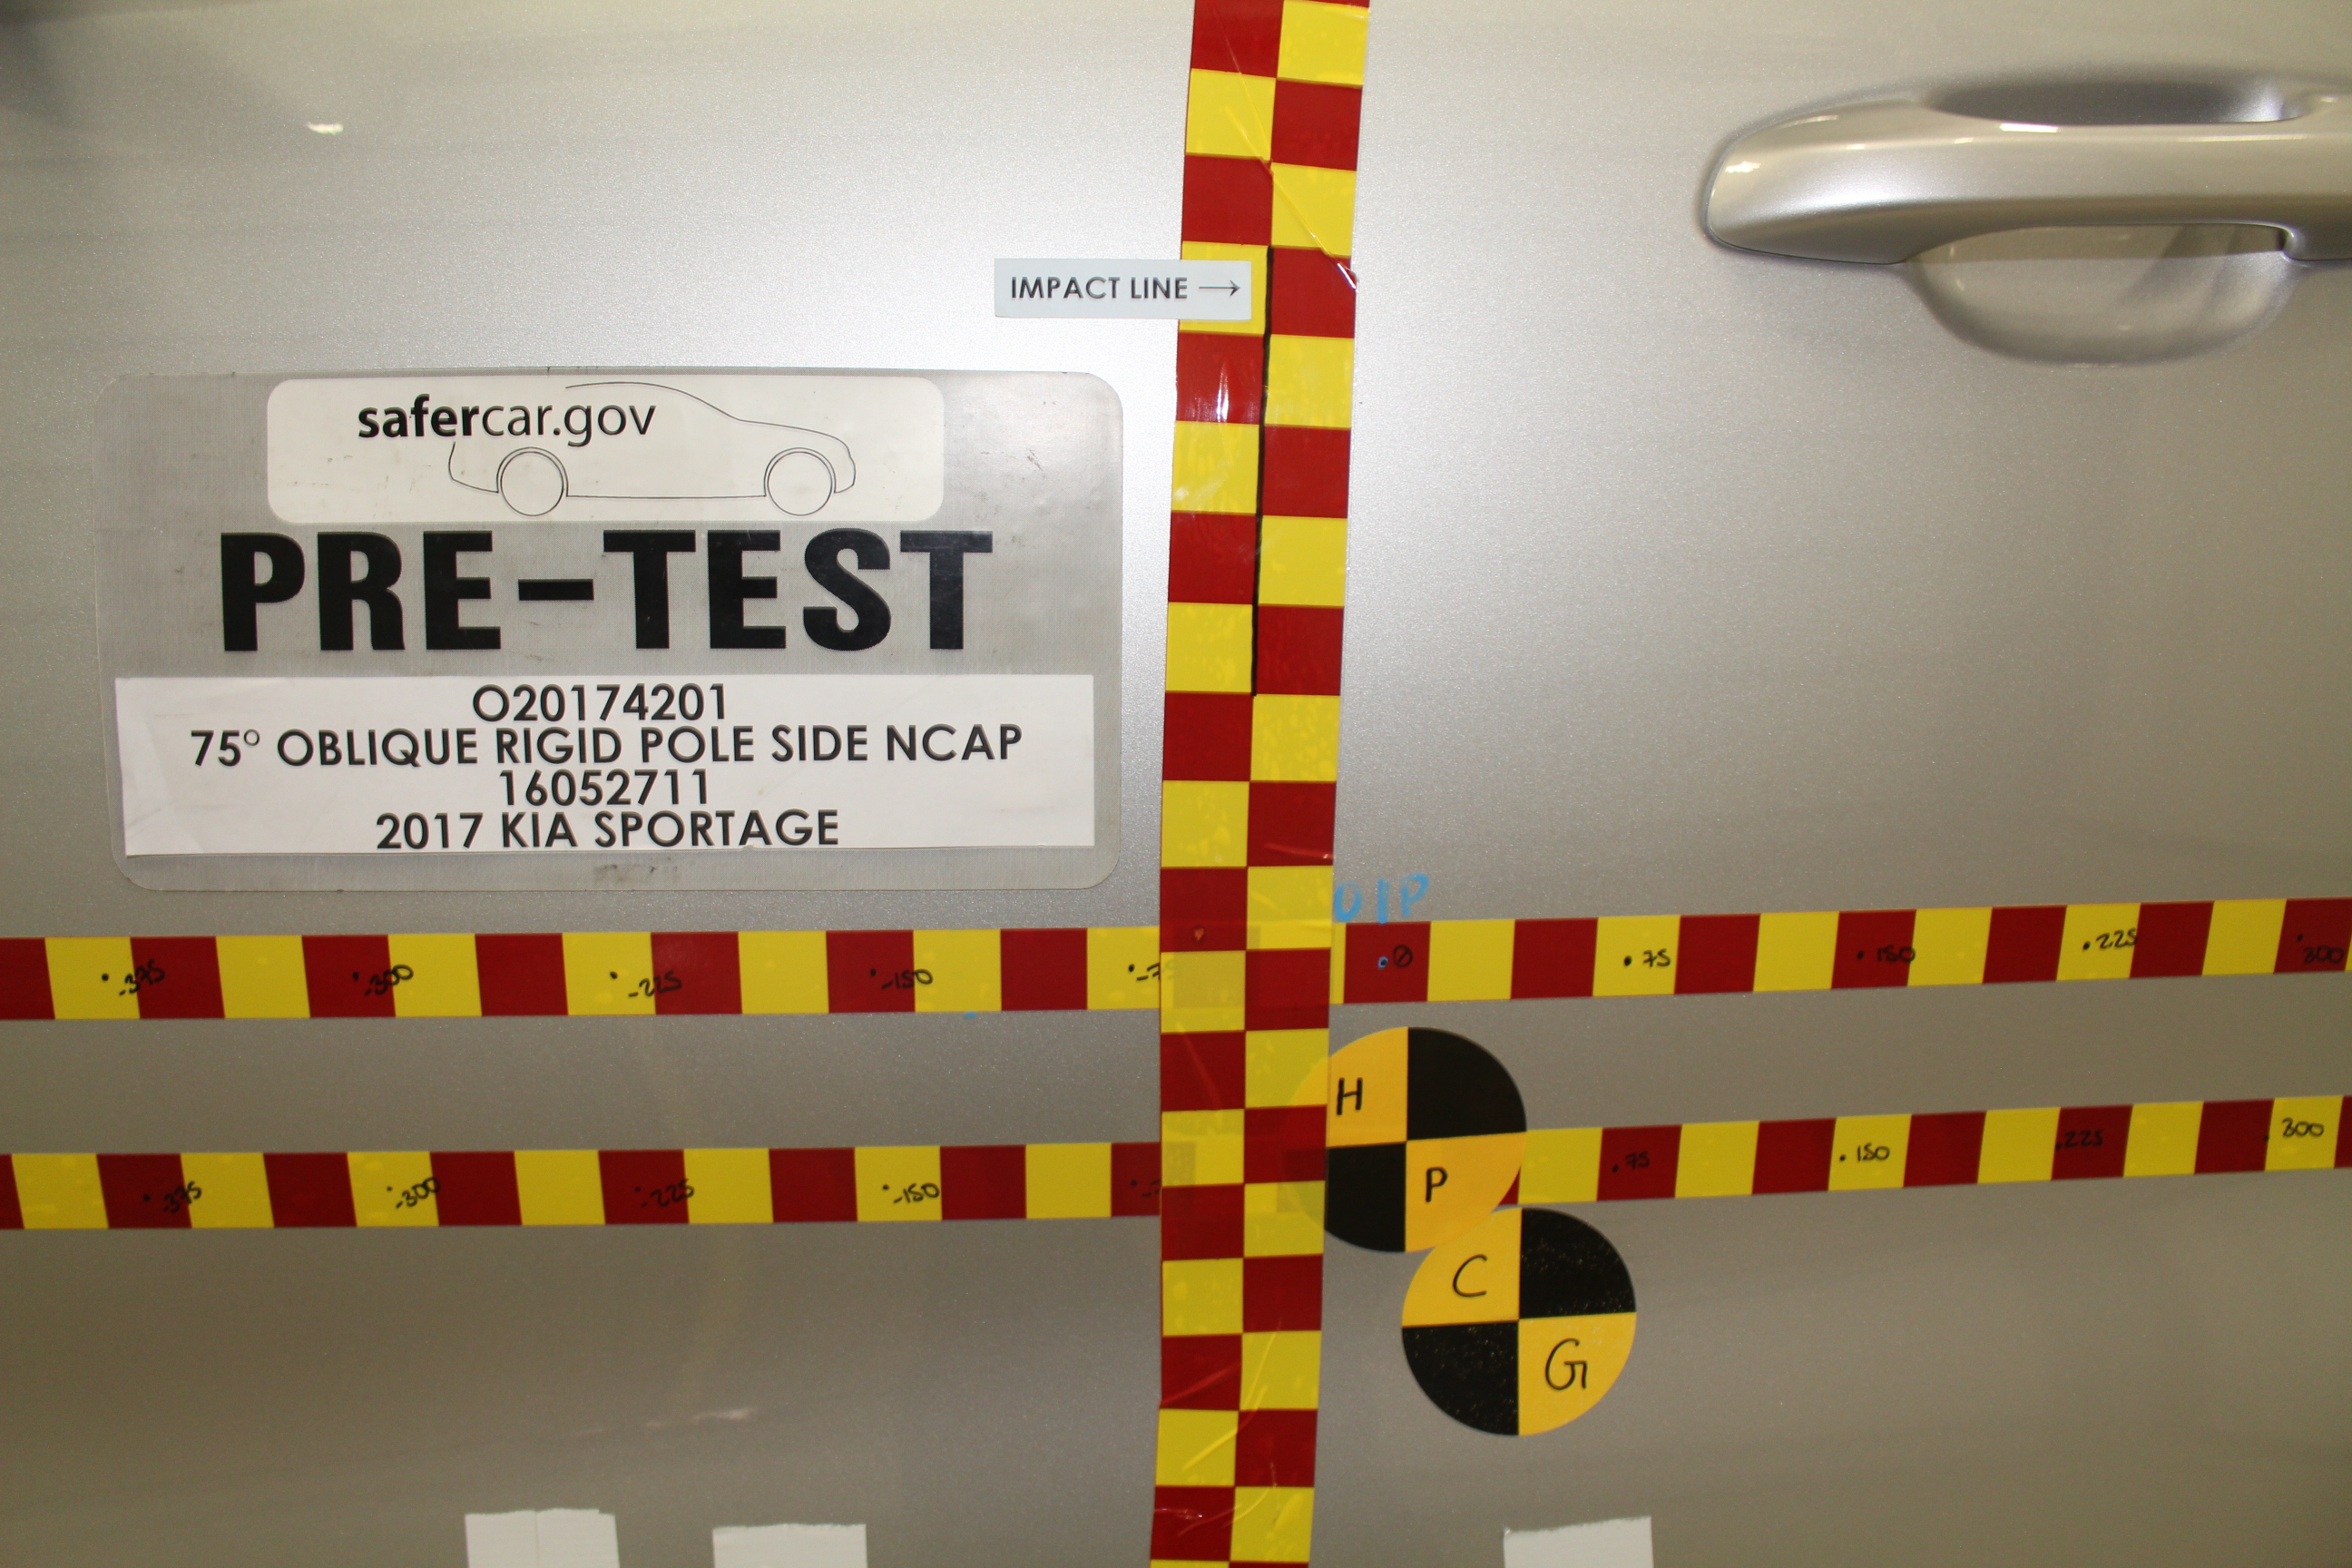 IMPACT LINE →
safercar.gov
PRE-TEST
O20174201
75° OBLIQUE RIGID POLE SIDE NCAP
16052711
2017 KIA SPORTAGE
-375 -300 -225 -150 0 75 150 225 300
H
P
-375 -300 -225 -150 75 150 225 300
C
G